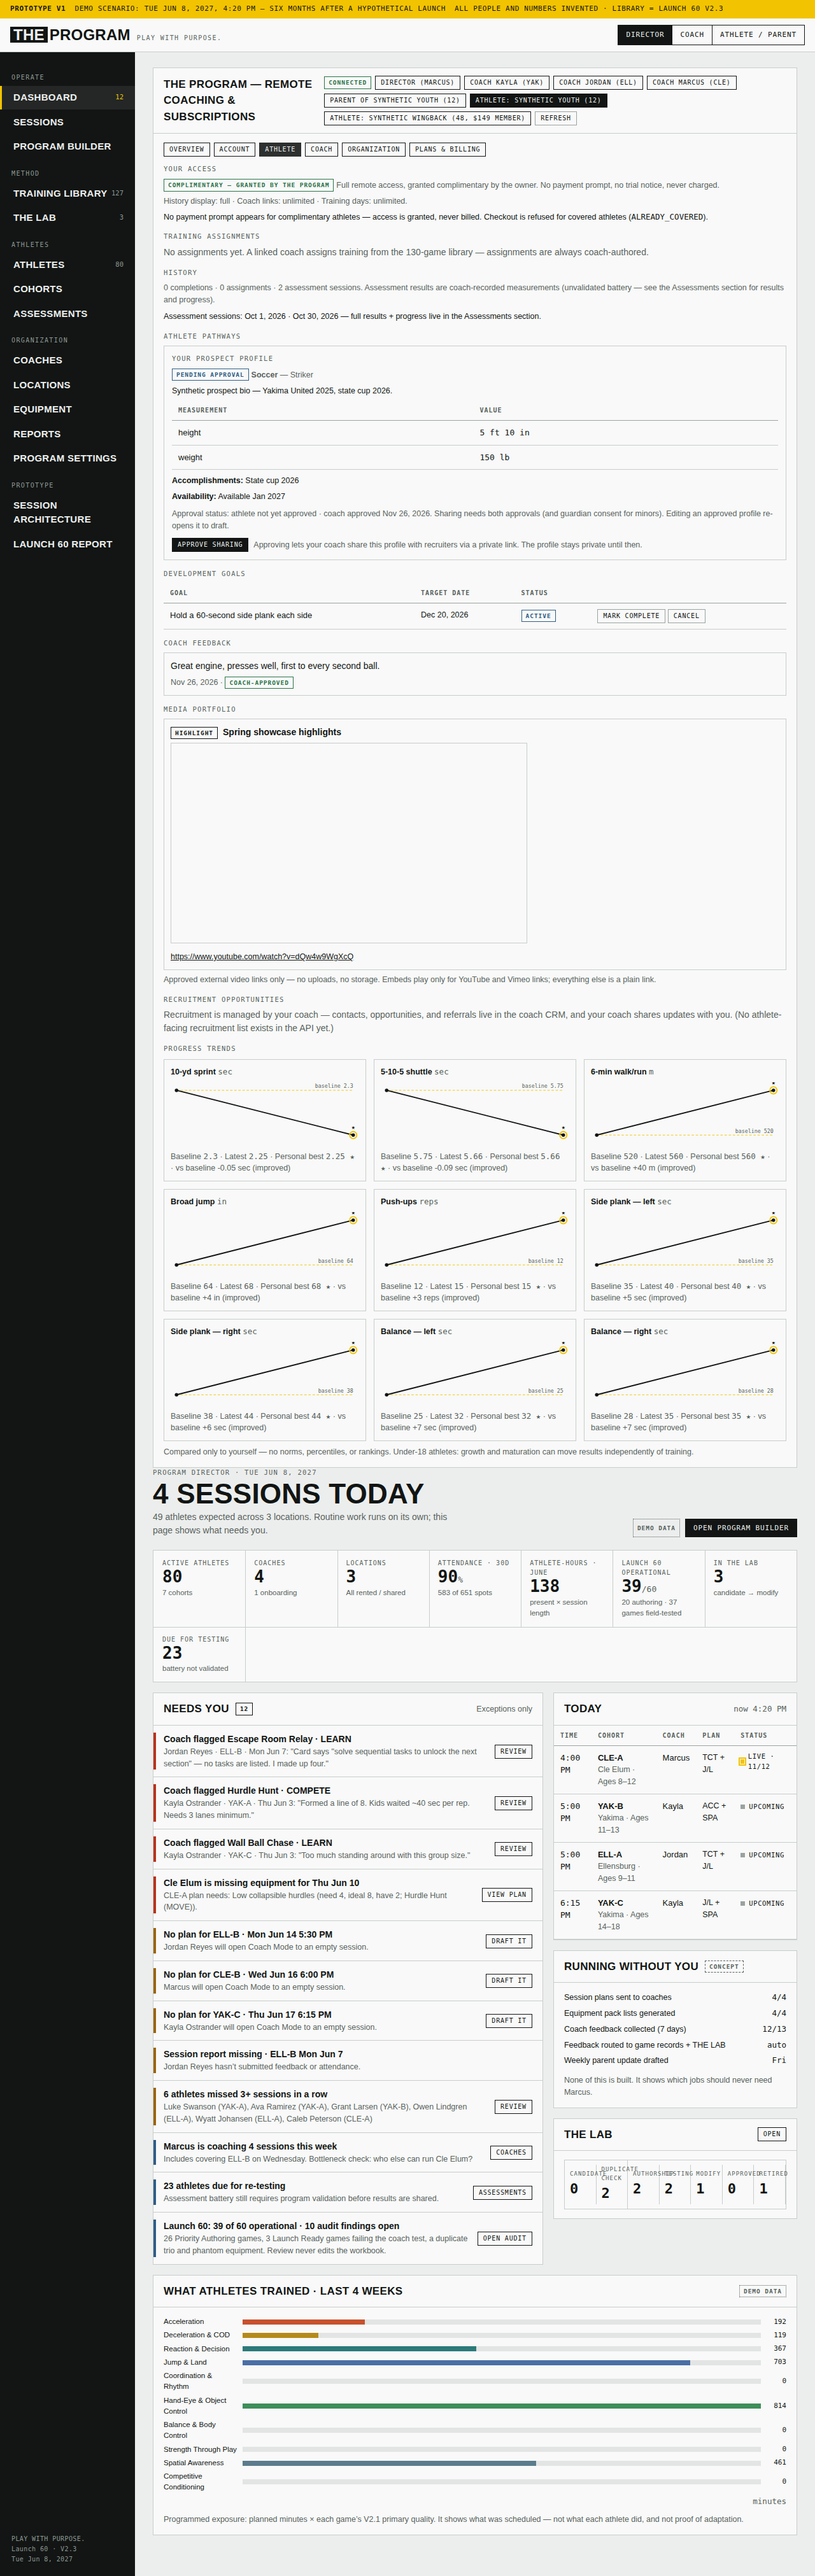 PROTOTYPE V1 DEMO SCENARIO: TUE JUN 8, 2027, 4:20 PM — SIX MONTHS AFTER A HYPOTHETICAL LAUNCH ALL PEOPLE AND NUMBERS INVENTED · LIBRARY = LAUNCH 60 V2.3
THE PROGRAM PLAY WITH PURPOSE.
DIRECTOR COACH ATHLETE / PARENT
OPERATE
DASHBOARD 12
SESSIONS
PROGRAM BUILDER
METHOD
TRAINING LIBRARY 127
THE LAB 3
ATHLETES
ATHLETES 80
COHORTS
ASSESSMENTS
ORGANIZATION
COACHES
LOCATIONS
EQUIPMENT
REPORTS
PROGRAM SETTINGS
PROTOTYPE
SESSION
ARCHITECTURE
LAUNCH 60 REPORT
PLAY WITH PURPOSE.
Launch 60 · V2.3
Tue Jun 8, 2027
THE PROGRAM — REMOTE
COACHING &
SUBSCRIPTIONS
CONNECTED DIRECTOR (MARCUS) COACH KAYLA (YAK) COACH JORDAN (ELL) COACH MARCUS (CLE)
PARENT OF SYNTHETIC YOUTH (12) ATHLETE: SYNTHETIC YOUTH (12)
ATHLETE: SYNTHETIC WINGBACK (48, $149 MEMBER) REFRESH
OVERVIEW ACCOUNT ATHLETE COACH ORGANIZATION PLANS & BILLING
YOUR ACCESS
COMPLIMENTARY — GRANTED BY THE PROGRAM Full remote access, granted complimentary by the owner. No payment prompt, no trial notice, never charged.
History display: full · Coach links: unlimited · Training days: unlimited.
No payment prompt appears for complimentary athletes — access is granted, never billed. Checkout is refused for covered athletes (ALREADY_COVERED).
TRAINING ASSIGNMENTS
No assignments yet. A linked coach assigns training from the 130-game library — assignments are always coach-authored.
HISTORY
0 completions · 0 assignments · 2 assessment sessions. Assessment results are coach-recorded measurements (unvalidated battery — see the Assessments section for results
and progress).
Assessment sessions: Oct 1, 2026 · Oct 30, 2026 — full results + progress live in the Assessments section.
ATHLETE PATHWAYS
YOUR PROSPECT PROFILE
PENDING APPROVAL Soccer — Striker
Synthetic prospect bio — Yakima United 2025, state cup 2026.
MEASUREMENT VALUE
height 5 ft 10 in
weight 150 lb
Accomplishments: State cup 2026
Availability: Available Jan 2027
Approval status: athlete not yet approved · coach approved Nov 26, 2026. Sharing needs both approvals (and guardian consent for minors). Editing an approved profile re-
opens it to draft.
APPROVE SHARING Approving lets your coach share this profile with recruiters via a private link. The profile stays private until then.
DEVELOPMENT GOALS
GOAL TARGET DATE STATUS
Hold a 60-second side plank each side Dec 20, 2026 ACTIVE MARK COMPLETE CANCEL
COACH FEEDBACK
Great engine, presses well, first to every second ball.
Nov 26, 2026 · COACH-APPROVED
MEDIA PORTFOLIO
HIGHLIGHT Spring showcase highlights
https://www.youtube.com/watch?v=dQw4w9WgXcQ
Approved external video links only — no uploads, no storage. Embeds play only for YouTube and Vimeo links; everything else is a plain link.
RECRUITMENT OPPORTUNITIES
Recruitment is managed by your coach — contacts, opportunities, and referrals live in the coach CRM, and your coach shares updates with you. (No athlete-
facing recruitment list exists in the API yet.)
PROGRESS TRENDS
10-yd sprint sec
baseline 2.3
Baseline 2.3 · Latest 2.25 · Personal best 2.25 ★
· vs baseline -0.05 sec (improved)
5-10-5 shuttle sec
baseline 5.75
Baseline 5.75 · Latest 5.66 · Personal best 5.66
★ · vs baseline -0.09 sec (improved)
6-min walk/run m
baseline 520
Baseline 520 · Latest 560 · Personal best 560 ★ ·
vs baseline +40 m (improved)
Broad jump in
baseline 64
Baseline 64 · Latest 68 · Personal best 68 ★ · vs
baseline +4 in (improved)
Push-ups reps
baseline 12
Baseline 12 · Latest 15 · Personal best 15 ★ · vs
baseline +3 reps (improved)
Side plank — left sec
baseline 35
Baseline 35 · Latest 40 · Personal best 40 ★ · vs
baseline +5 sec (improved)
Side plank — right sec
baseline 38
Baseline 38 · Latest 44 · Personal best 44 ★ · vs
baseline +6 sec (improved)
Balance — left sec
baseline 25
Baseline 25 · Latest 32 · Personal best 32 ★ · vs
baseline +7 sec (improved)
Balance — right sec
baseline 28
Baseline 28 · Latest 35 · Personal best 35 ★ · vs
baseline +7 sec (improved)
Compared only to yourself — no norms, percentiles, or rankings. Under-18 athletes: growth and maturation can move results independently of training.
PROGRAM DIRECTOR · TUE JUN 8, 2027
4 SESSIONS TODAY
49 athletes expected across 3 locations. Routine work runs on its own; this
page shows what needs you.
DEMO DATA OPEN PROGRAM BUILDER
ACTIVE ATHLETES
80
7 cohorts
COACHES
4
1 onboarding
LOCATIONS
3
All rented / shared
ATTENDANCE · 30D
90%
583 of 651 spots
ATHLETE-HOURS ·
JUNE
138
present × session
length
LAUNCH 60
OPERATIONAL
39/60
20 authoring · 37
games field-tested
IN THE LAB
3
candidate → modify
DUE FOR TESTING
23
battery not validated
NEEDS YOU 12 Exceptions only
Coach flagged Escape Room Relay · LEARN
Jordan Reyes · ELL-B · Mon Jun 7: "Card says "solve sequential tasks to unlock the next
section" — no tasks are listed. I made up four."
REVIEW
Coach flagged Hurdle Hunt · COMPETE
Kayla Ostrander · YAK-A · Thu Jun 3: "Formed a line of 8. Kids waited ~40 sec per rep.
Needs 3 lanes minimum."
REVIEW
Coach flagged Wall Ball Chase · LEARN
Kayla Ostrander · YAK-C · Thu Jun 3: "Too much standing around with this group size."
REVIEW
Cle Elum is missing equipment for Thu Jun 10
CLE-A plan needs: Low collapsible hurdles (need 4, ideal 8, have 2; Hurdle Hunt
(MOVE)).
VIEW PLAN
No plan for ELL-B · Mon Jun 14 5:30 PM
Jordan Reyes will open Coach Mode to an empty session.
DRAFT IT
No plan for CLE-B · Wed Jun 16 6:00 PM
Marcus will open Coach Mode to an empty session.
DRAFT IT
No plan for YAK-C · Thu Jun 17 6:15 PM
Kayla Ostrander will open Coach Mode to an empty session.
DRAFT IT
Session report missing · ELL-B Mon Jun 7
Jordan Reyes hasn't submitted feedback or attendance.
6 athletes missed 3+ sessions in a row
Luke Swanson (YAK-A), Ava Ramirez (YAK-A), Grant Larsen (YAK-B), Owen Lindgren
(ELL-A), Wyatt Johansen (ELL-A), Caleb Peterson (CLE-A)
REVIEW
Marcus is coaching 4 sessions this week
Includes covering ELL-B on Wednesday. Bottleneck check: who else can run Cle Elum?
COACHES
23 athletes due for re-testing
Assessment battery still requires program validation before results are shared.
ASSESSMENTS
Launch 60: 39 of 60 operational · 10 audit findings open
26 Priority Authoring games, 3 Launch Ready games failing the coach test, a duplicate
trio and phantom equipment. Review never edits the workbook.
OPEN AUDIT
TODAY now 4:20 PM
TIME COHORT COACH PLAN STATUS
4:00 PM CLE-A Cle Elum · Ages 8–12 Marcus TCT + J/L LIVE · 11/12
5:00 PM YAK-B Yakima · Ages 11–13 Kayla ACC + SPA UPCOMING
5:00 PM ELL-A Ellensburg · Ages 9–11 Jordan TCT + J/L UPCOMING
6:15 PM YAK-C Yakima · Ages 14–18 Kayla J/L + SPA UPCOMING
RUNNING WITHOUT YOU CONCEPT
Session plans sent to coaches 4/4
Equipment pack lists generated 4/4
Coach feedback collected (7 days) 12/13
Feedback routed to game records + THE LAB auto
Weekly parent update drafted Fri
None of this is built. It shows which jobs should never need
Marcus.
THE LAB OPEN
CANDIDATE 0
DUPLICATE CHECK 2
AUTHORSHIP 2
TESTING 2
MODIFY 1
APPROVED 0
RETIRED 1
WHAT ATHLETES TRAINED · LAST 4 WEEKS DEMO DATA
Acceleration 192
Deceleration & COD 119
Reaction & Decision 367
Jump & Land 703
Coordination &
Rhythm 0
Hand-Eye & Object
Control 814
Balance & Body
Control 0
Strength Through Play 0
Spatial Awareness 461
Competitive
Conditioning 0
minutes
Programmed exposure: planned minutes × each game's V2.1 primary quality. It shows what was scheduled — not what each athlete did, and not proof of adaptation.